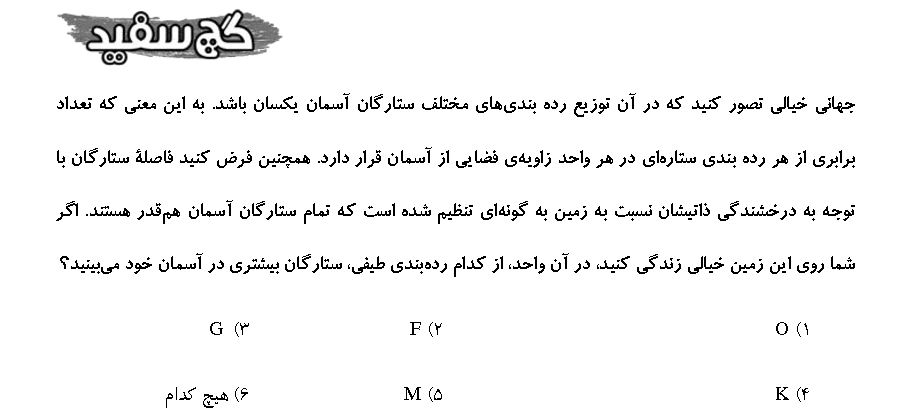 گچ سفید
جهانی خیالی تصور کنید که در آن توزیع رده بندی‌های مختلف ستارگان آسمان یکسان باشد. به این معنی که تعداد
برابری از هر رده بندی ستاره‌ای در هر واحد زاویه‌ی فضایی از آسمان قرار دارد. همچنین فرض کنید فاصلهٔ ستارگان با
توجه به درخشندگی ذاتیشان نسبت به زمین به گونه‌ای تنظیم شده است که تمام ستارگان آسمان هم‌قدر هستند. اگر
شما روی این زمین خیالی زندگی کنید، در آن واحد، از کدام رده‌بندی طیفی، ستارگان بیشتری در آسمان خود می‌بینید؟
۱) O ۲) F ۳) G
۴) K ۵) M ۶) هیچ کدام